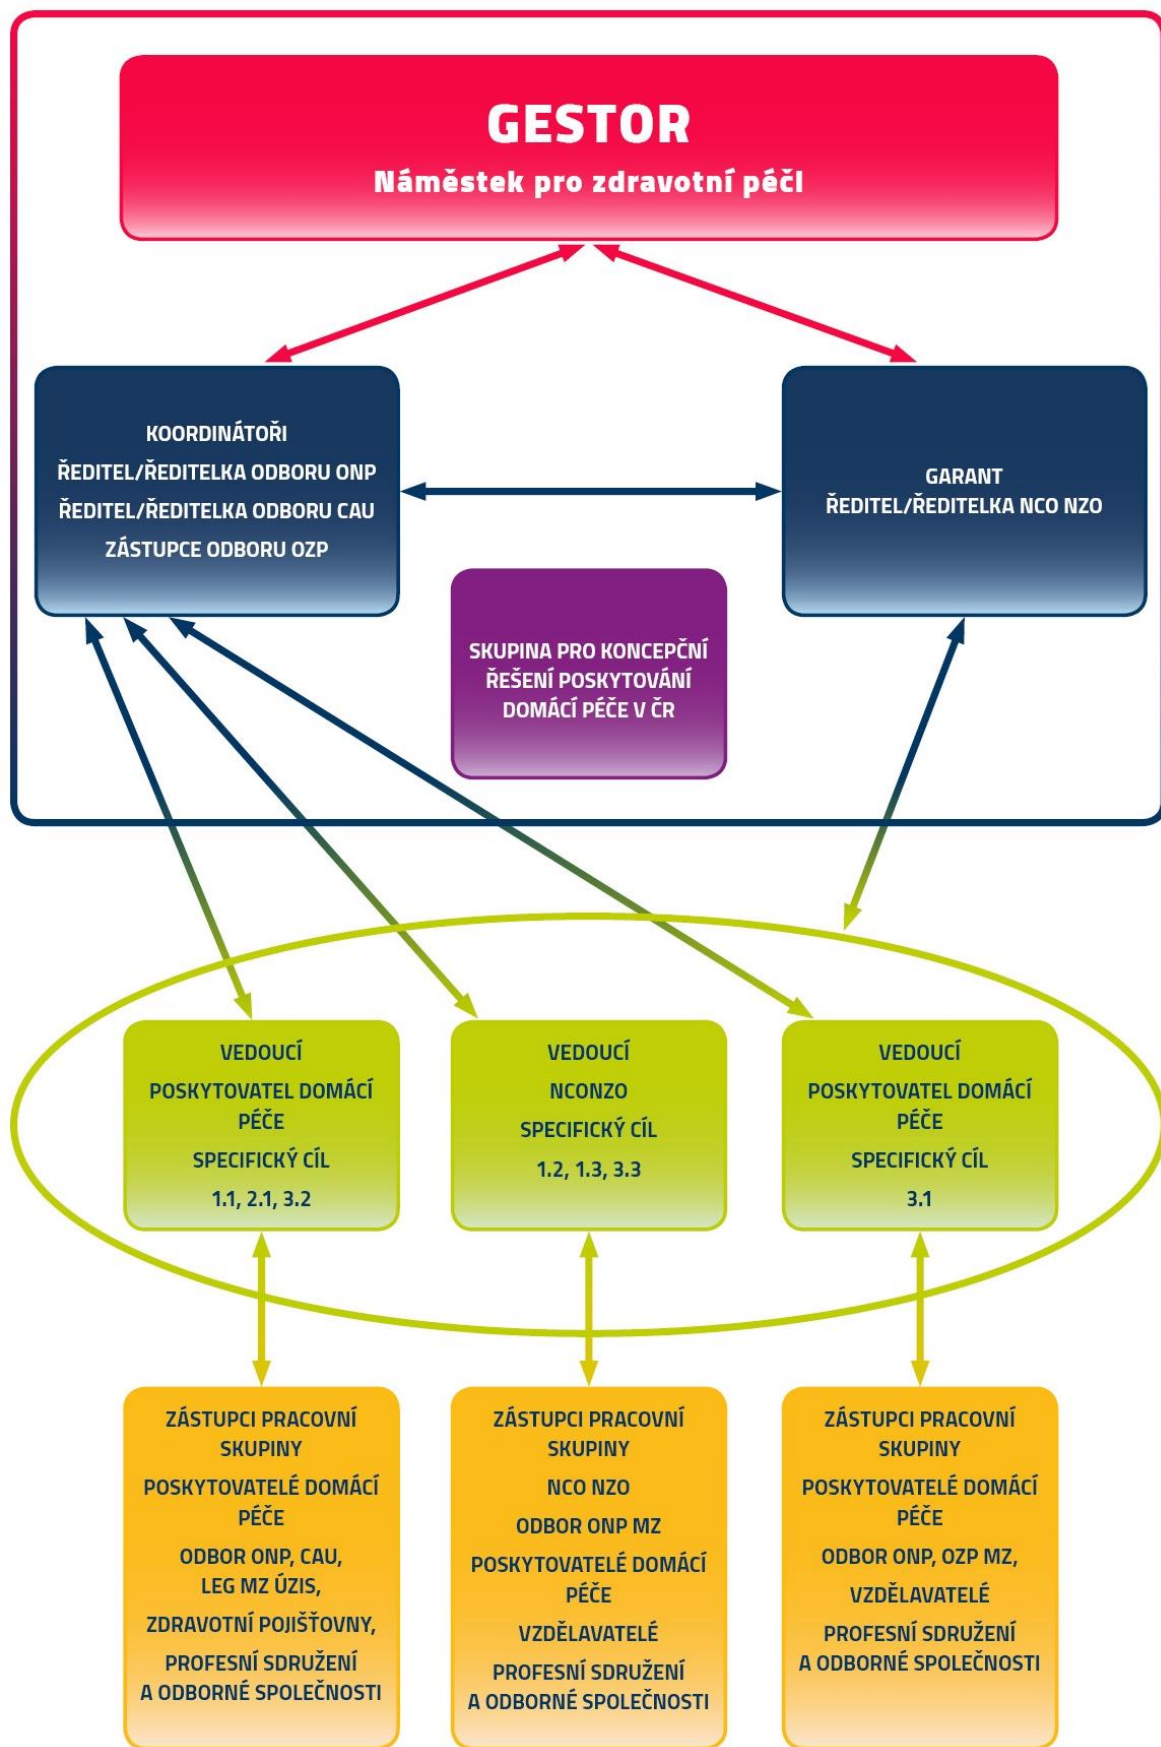 GESTOR
Náměstek pro zdravotní péčI
KOORDINÁTOŘI
ŘEDITEL/ŘEDITELKA ODBORU ONP
ŘEDITEL/ŘEDITELKA ODBORU CAU
ZÁSTUPCE ODBORU OZP
GARANT
ŘEDITEL/ŘEDITELKA NCO NZO
SKUPINA PRO KONCEPČNÍ
ŘEŠENÍ POSKYTOVÁNÍ
DOMÁCÍ PÉČE V ČR
VEDOUCÍ
POSKYTOVATEL DOMÁCÍ
PÉČE
SPECIFICKÝ CÍL
1.1, 2.1, 3.2
VEDOUCÍ
NCONZO
SPECIFICKÝ CÍL
1.2, 1.3, 3.3
VEDOUCÍ
POSKYTOVATEL DOMÁCÍ
PÉČE
SPECIFICKÝ CÍL
3.1
ZÁSTUPCI PRACOVNÍ
SKUPINY
POSKYTOVATELÉ DOMÁCÍ
PÉČE
ODBOR ONP, CAU,
LEG MZ ÚZIS,
ZDRAVOTNÍ POJIŠŤOVNY,
PROFESNÍ SDRUŽENÍ
A ODBORNÉ SPOLEČNOSTI
ZÁSTUPCI PRACOVNÍ
SKUPINY
NCO NZO
ODBOR ONP MZ
POSKYTOVATELÉ DOMÁCÍ
PÉČE
VZDĚLAVATELÉ
PROFESNÍ SDRUŽENÍ
A ODBORNÉ SPOLEČNOSTI
ZÁSTUPCI PRACOVNÍ
SKUPINY
POSKYTOVATELÉ DOMÁCÍ
PÉČE
ODBOR ONP, OZP MZ,
VZDĚLAVATELÉ
PROFESNÍ SDRUŽENÍ
A ODBORNÉ SPOLEČNOSTI